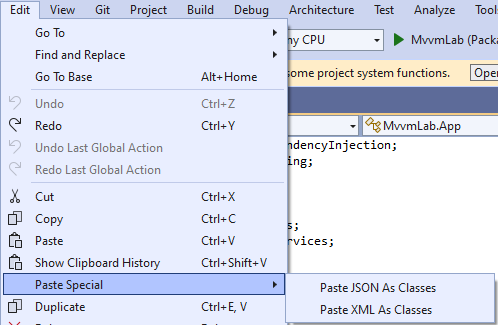 Edit View Git Project Build Debug Architecture Test Analyze Tools
Go To
ny CPU MvvmLab (Packa
Find and Replace
Go To Base Alt+Home
some project system functions. Open
Undo Ctrl+Z
Redo Ctrl+Y
MvvmLab.App
Undo Last Global Action
ndencyInjection;
Redo Last Global Action
ing;
Cut Ctrl+X
Copy Ctrl+C
s;
Paste Ctrl+V
rvices;
Show Clipboard History Ctrl+Shift+V
Paste Special
Paste JSON As Classes
Duplicate Ctrl+E, V
Paste XML As Classes